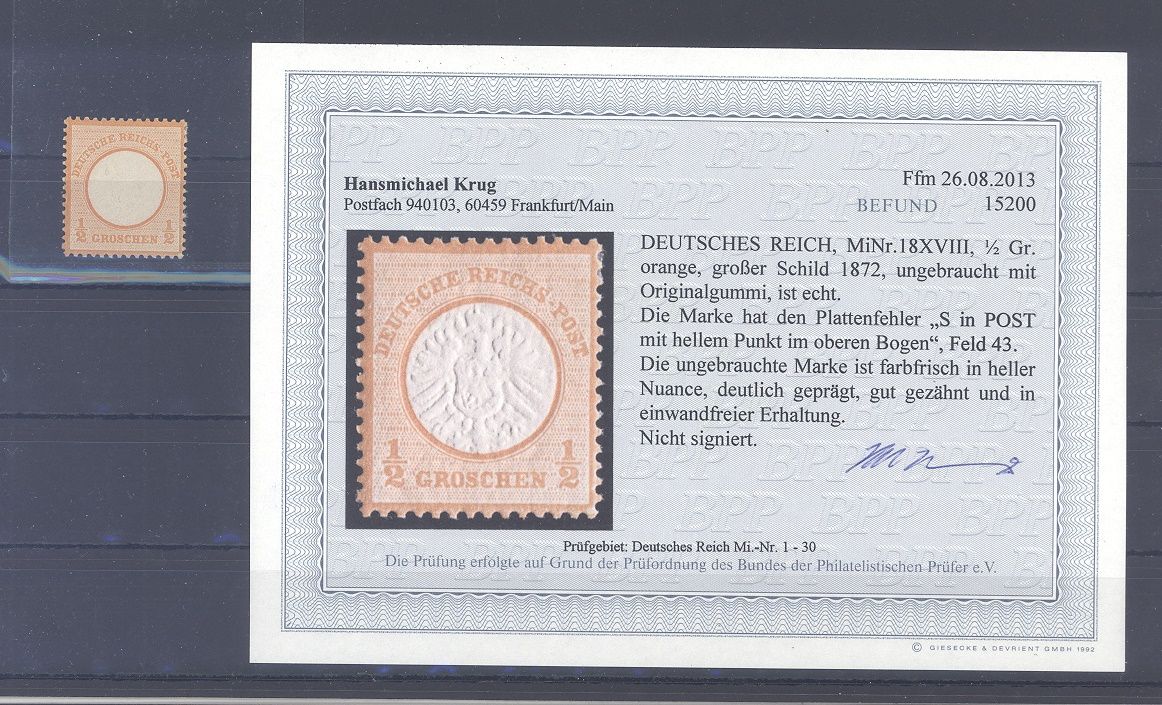 DEUTSCHE REICHS-POST
1/2 GROSCHEN 1/2
Hansmichael Krug
Postfach 940103, 60459 Frankfurt/Main
Ffm 26.08.2013
BEFUND 15200
DEUTSCHE REICHS-POST
1/2 GROSCHEN 1/2
DEUTSCHES REICH, MiNr.18XVIII, ½ Gr.
orange, großer Schild 1872, ungebraucht mit
Originalgummi, ist echt.
Die Marke hat den Plattenfehler „S in POST
mit hellem Punkt im oberen Bogen“, Feld 43.
Die ungebrauchte Marke ist farbfrisch in heller
Nuance, deutlich geprägt, gut gezähnt und in
einwandfreier Erhaltung.
Nicht signiert.
Prüfgebiet: Deutsches Reich Mi.-Nr. 1 - 30
Die Prüfung erfolgte auf Grund der Prüfordnung des Bundes der Philatelistischen Prüfer e.V.
© GIESECKE & DEVRIENT GMBH 1992
BPP BPP BPP BPP BPP